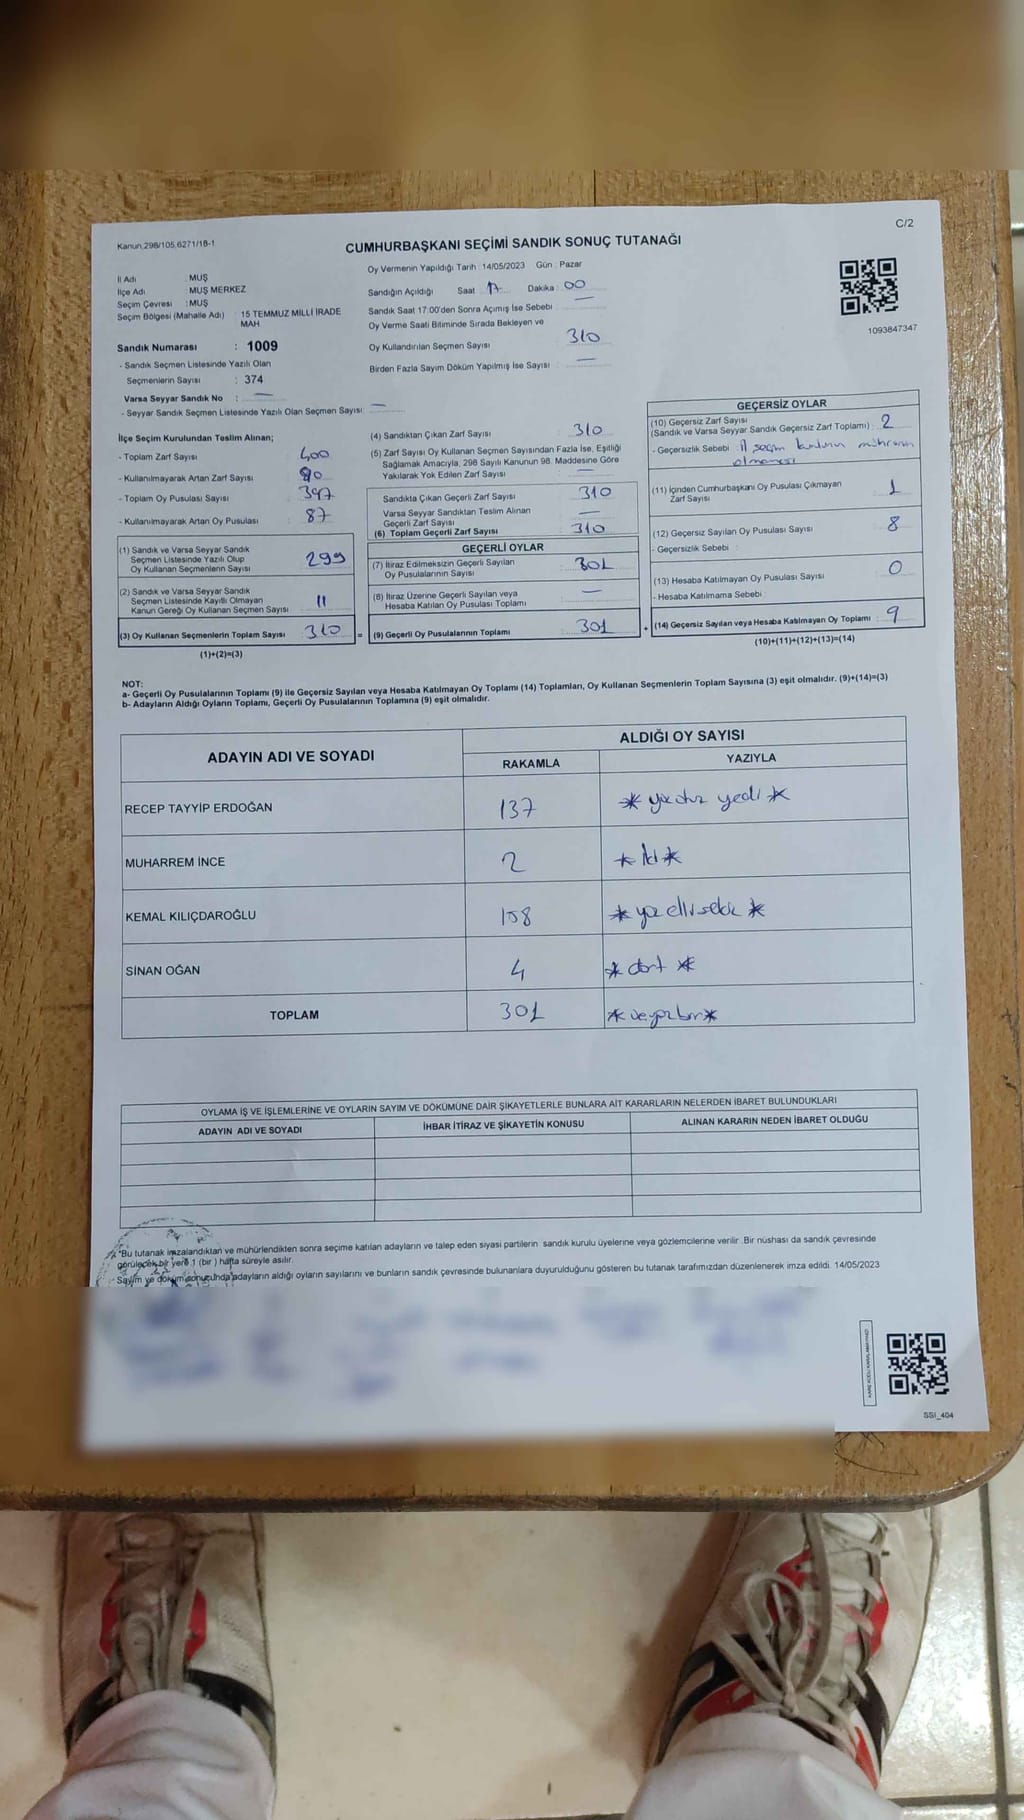 C/2
Kanun 298/105,6271/18-1
CUMHURBAŞKANI SEÇİMİ SANDIK SONUÇ TUTANAĞI
İl Adı : MUŞ
İlçe Adı : MUŞ MERKEZ
Seçim Çevresi : MUŞ
Seçim Bölgesi (Mahalle Adı) : 15 TEMMUZ MİLLİ İRADE
MAH
Sandık Numarası : 1009
- Sandık Seçmen Listesinde Yazılı Olan
Seçmenlerin Sayısı : 374
Varsa Seyyar Sandık No : —
- Seyyar Sandık Seçmen Listesinde Yazılı Olan Seçmen Sayısı: —
Oy Vermenin Yapıldığı Tarih : 14/05/2023 Gün : Pazar
Sandığın Açıldığı Saat : 17 Dakika : 00
Sandık Saat 17:00'den Sonra Açımış İse Sebebi : —
Oy Verme Saati Bitiminde Sırada Bekleyen ve
Oy Kullandırılan Seçmen Sayısı : 310
Birden Fazla Sayım Döküm Yapılmış İse Sayısı : —
1093847347
İlçe Seçim Kurulundan Teslim Alınan;
- Toplam Zarf Sayısı : 400
- Kullanılmayarak Artan Zarf Sayısı : 90
- Toplam Oy Pusulası Sayısı : 397
- Kullanılmayarak Artan Oy Pusulası : 87
(1) Sandık ve Varsa Seyyar Sandık
Seçmen Listesinde Yazılı Olup
Oy Kullanan Seçmenlerin Sayısı : 299
(2) Sandık ve Varsa Seyyar Sandık
Seçmen Listesinde Kayıtlı Olmayan
Kanun Gereği Oy Kullanan Seçmen Sayısı : 11
(3) Oy Kullanan Seçmenlerin Toplam Sayısı : 310 =
(1)+(2)=(3)
(4) Sandıktan Çıkan Zarf Sayısı : 310
(5) Zarf Sayısı Oy Kullanan Seçmen Sayısından Fazla İse, Eşitliği
Sağlamak Amacıyla, 298 Sayılı Kanunun 98. Maddesine Göre
Yakılarak Yok Edilen Zarf Sayısı : —
Sandıkta Çıkan Geçerli Zarf Sayısı : 310
Varsa Seyyar Sandıktan Teslim Alınan
Geçerli Zarf Sayısı : —
(6) Toplam Geçerli Zarf Sayısı : 310
GEÇERLİ OYLAR
(7) İtiraz Edilmeksizin Geçerli Sayılan
Oy Pusulalarının Sayısı : 301
(8) İtiraz Üzerine Geçerli Sayılan veya
Hesaba Katılan Oy Pusulası Toplamı : —
(9) Geçerli Oy Pusulalarının Toplamı : 301 +
GEÇERSİZ OYLAR
(10) Geçersiz Zarf Sayısı
(Sandık ve Varsa Seyyar Sandık Geçersiz Zarf Toplamı) : 2
- Geçersizlik Sebebi : İl seçim kurulunun mührünün
olmaması
(11) İçinden Cumhurbaşkanı Oy Pusulası Çıkmayan
Zarf Sayısı : 1
(12) Geçersiz Sayılan Oy Pusulası Sayısı : 8
- Geçersizlik Sebebi :
(13) Hesaba Katılmayan Oy Pusulası Sayısı : 0
- Hesaba Katılmama Sebebi :
(14) Geçersiz Sayılan veya Hesaba Katılmayan Oy Toplamı : 9
(10)+(11)+(12)+(13)=(14)
NOT:
a- Geçerli Oy Pusulalarının Toplamı (9) ile Geçersiz Sayılan veya Hesaba Katılmayan Oy Toplamı (14) Toplamları, Oy Kullanan Seçmenlerin Toplam Sayısına (3) eşit olmalıdır. (9)+(14)=(3)
b- Adayların Aldığı Oyların Toplamı, Geçerli Oy Pusulalarının Toplamına (9) eşit olmalıdır.
ADAYIN ADI VE SOYADI
ALDIĞI OY SAYISI
RAKAMLA YAZIYLA
RECEP TAYYİP ERDOĞAN 137 * yüz otuz yedi *
MUHARREM İNCE 2 * iki *
KEMAL KILIÇDAROĞLU 158 * yüz elli sekiz *
SİNAN OĞAN 4 * dört *
TOPLAM 301 * üç yüz bir *
OYLAMA İŞ VE İŞLEMLERİNE VE OYLARIN SAYIM VE DÖKÜMÜNE DAİR ŞİKAYETLERLE BUNLARA AİT KARARLARIN NELERDEN İBARET BULUNDUKLARI
ADAYIN ADI VE SOYADI İHBAR İTİRAZ VE ŞİKAYETİN KONUSU ALINAN KARARIN NEDEN İBARET OLDUĞU
"Bu tutanak imzalandıktan ve mühürlendikten sonra seçime katılan adayların ve talep eden siyasi partilerin sandık kurulu üyelerine veya gözlemcilerine verilir. Bir nüshası da sandık çevresinde
görülecek bir yere 1 (bir ) hafta süreyle asılır.
Sayım ve döküm sonucunda adayların aldığı oyların sayılarını ve bunların sandık çevresinde bulunanlara duyurulduğunu gösteren bu tutanak tarafımızdan düzenlenerek imza edildi. 14/05/2023
SSI_404